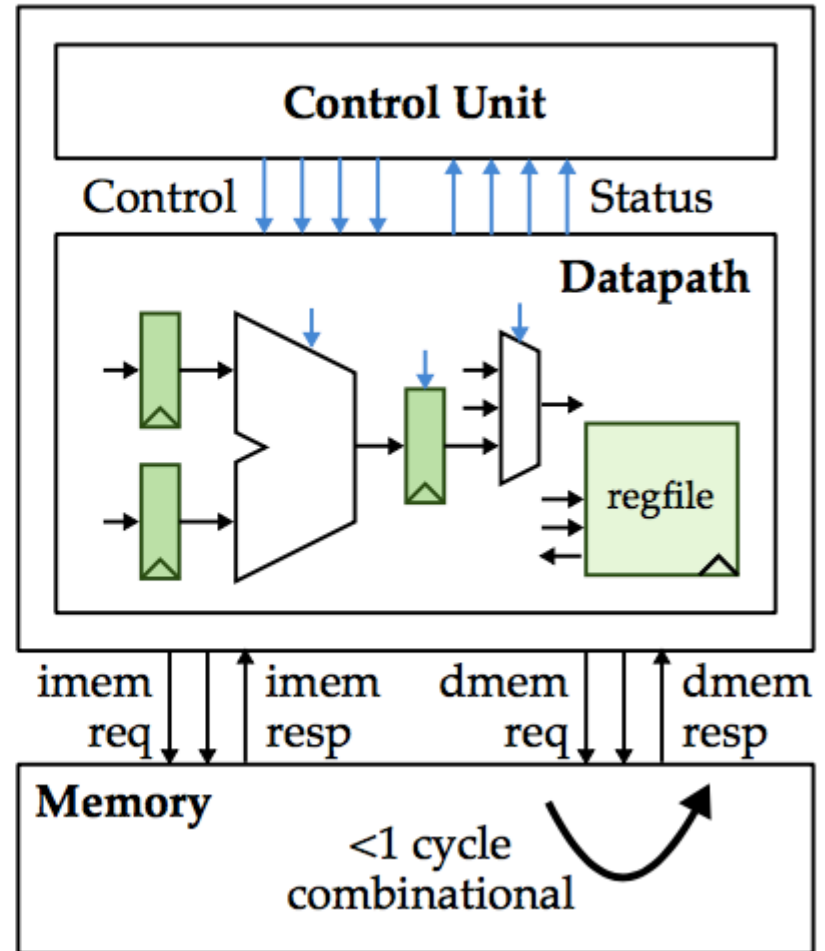 Control Unit
Control
Status
Datapath
regfile
imem
req
imem
resp
dmem
req
dmem
resp
Memory
<1 cycle
combinational